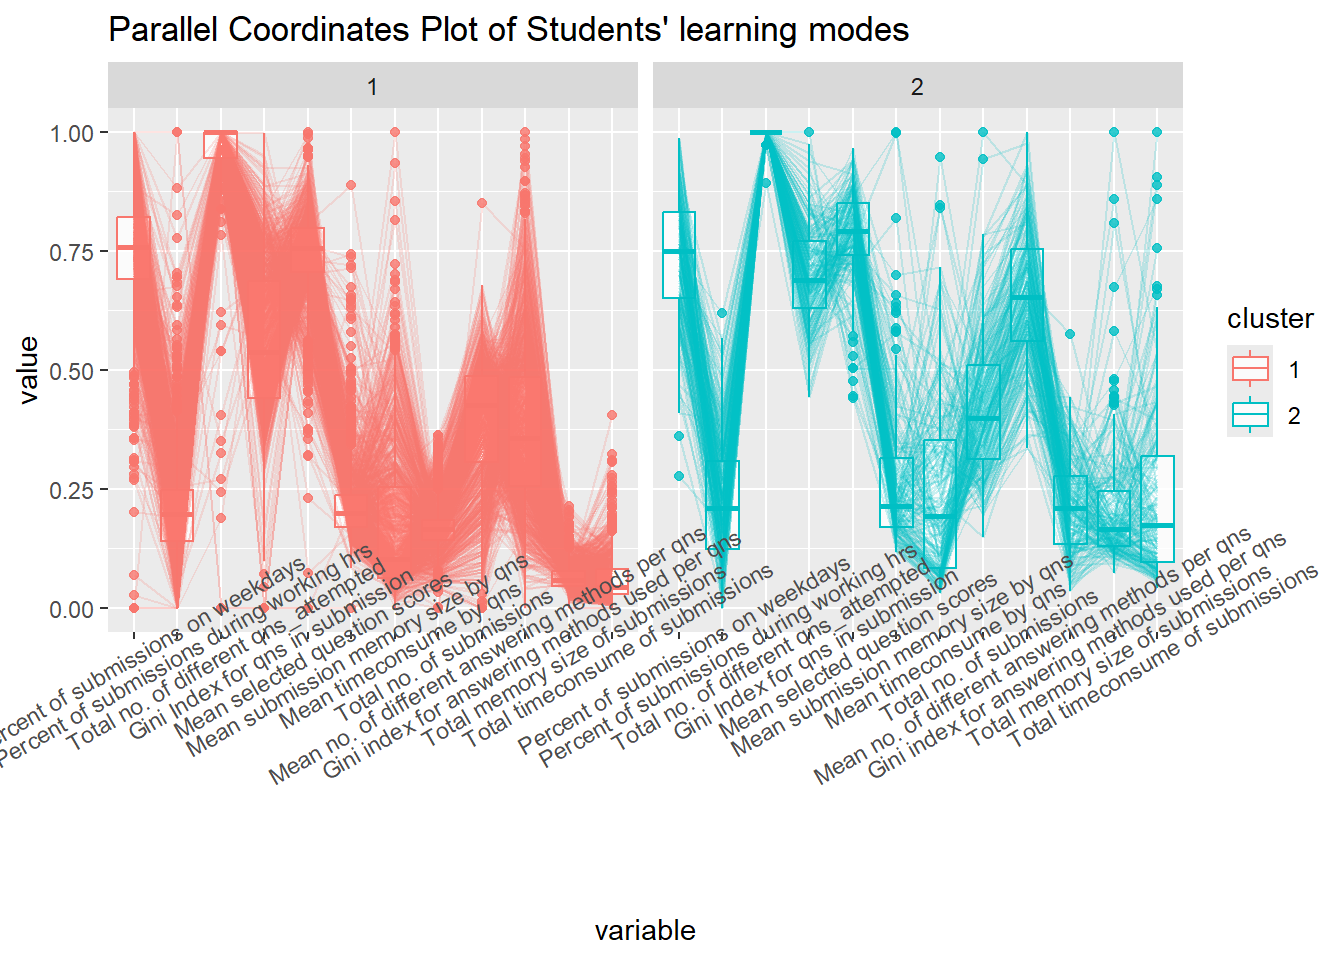 Parallel Coordinates Plot of Students' learning modes
1
2
1.00
0.75
0.50
0.25
0.00
value
ercent of submissions on weekdays
Percent of submissions during working hrs
Total no. of different qns_attempted
Gini Index for qns in submission
Mean selected question scores
Mean submission memory size by qns
Mean timeconsume by qns
Total no. of submissions
Mean no. of different answering methods per qns
Gini index for answering methods used per qns
Total memory size of submissions
Total timeconsume of submissions
Percent of submissions on weekdays
Percent of submissions during working hrs
Total no. of different qns_attempted
Gini Index for qns in submission
Mean selected question scores
Mean submission memory size by qns
Mean timeconsume by qns
Total no. of submissions
Mean no. of different answering methods per qns
Gini index for answering methods used per qns
Total memory size of submissions
Total timeconsume of submissions
variable
cluster
1
2